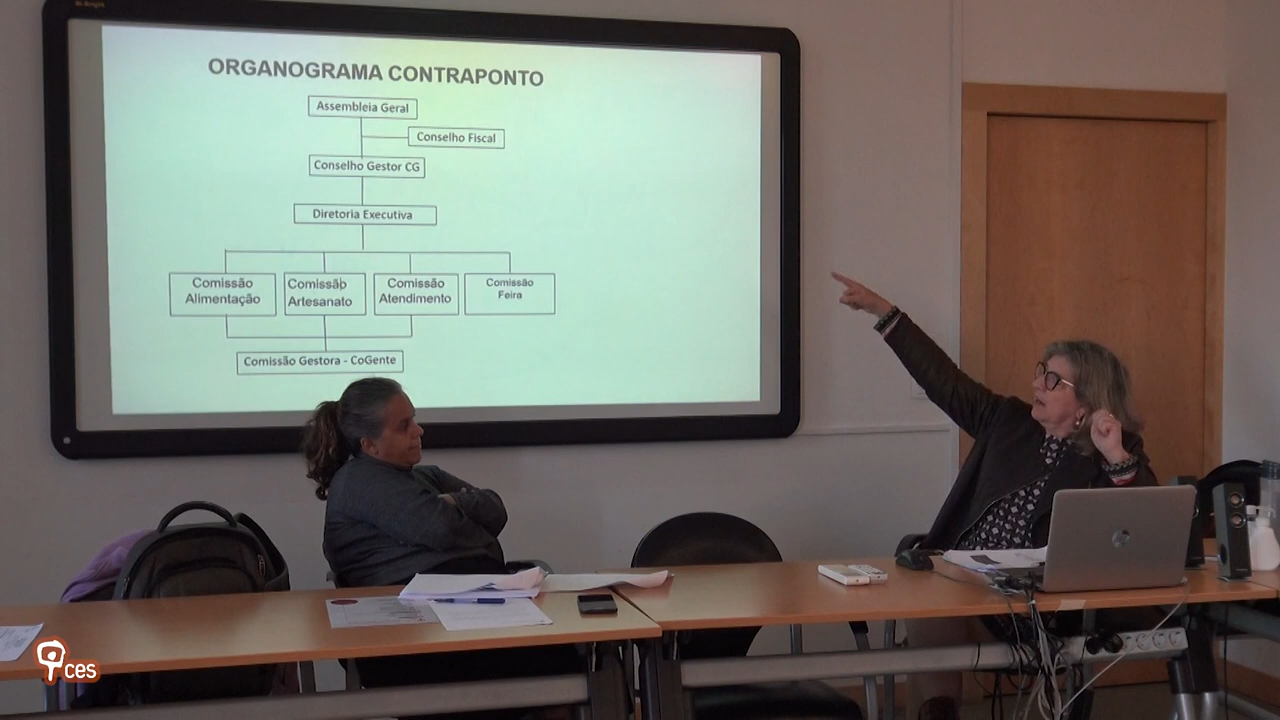 ORGANOGRAMA CONTRAPONTO
Assembleia Geral
Conselho Fiscal
Conselho Gestor CG
Diretoria Executiva
Comissão
Alimentação
Comissão
Artesanato
Comissão
Atendimento
Comissão
Feira
Comissão Gestora - CoGente
ces